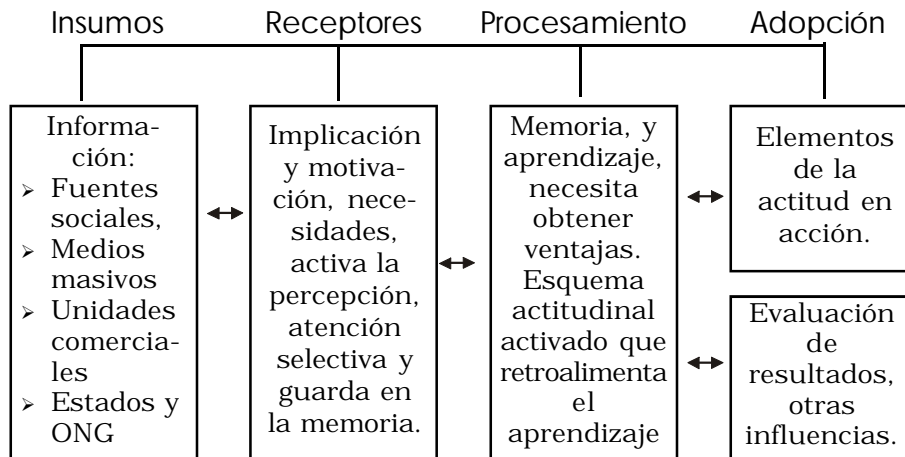 Insumos
Receptores
Procesamiento
Adopción
Informa-
ción:
➢ Fuentes
sociales,
➢ Medios
masivos
➢ Unidades
comercia-
les
➢ Estados y
ONG
Implicación
y motiva-
ción, nece-
sidades,
activa la
percepción,
atención
selectiva y
guarda en
la memoria.
Memoria, y
aprendizaje,
necesita
obtener
ventajas.
Esquema
actitudinal
activado que
retroalimenta
el
aprendizaje
Elementos
de la
actitud en
acción.
Evaluación
de
resultados,
otras
influencias.